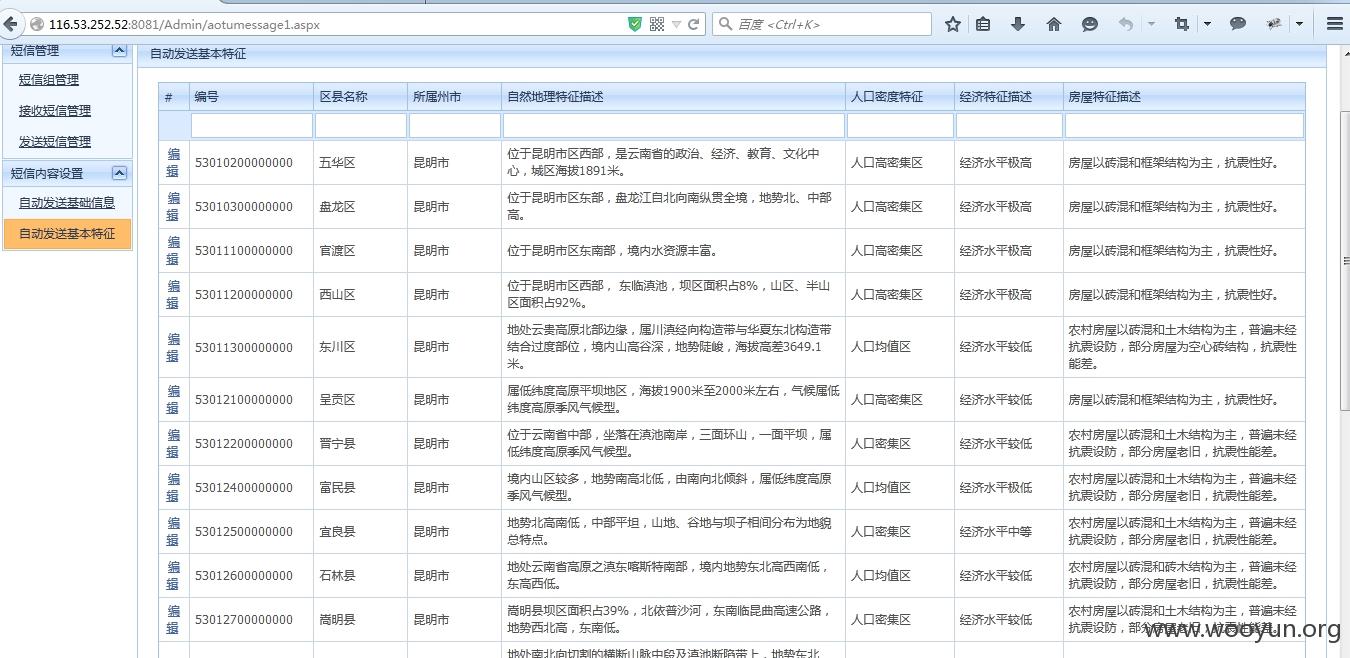 116.53.252.52:8081/Admin/aotumessage1.aspx
百度 <Ctrl+K>
短信管理
短信组管理
接收短信管理
发送短信管理
短信内容设置
自动发送基础信息
自动发送基本特征
自动发送基本特征
# 编号 区县名称 所属州市 自然地理特征描述 人口密度特征 经济特征描述 房屋特征描述
编辑 53010200000000 五华区 昆明市 位于昆明市区西部，是云南省的政治、经济、教育、文化中心，城区海拔1891米。 人口高密集区 经济水平极高 房屋以砖混和框架结构为主，抗震性好。
编辑 53010300000000 盘龙区 昆明市 位于昆明市区东部，盘龙江自北向南纵贯全境，地势北、中部高。 人口高密集区 经济水平极高 房屋以砖混和框架结构为主，抗震性好。
编辑 53011100000000 官渡区 昆明市 位于昆明市区东南部，境内水资源丰富。 人口高密集区 经济水平极高 房屋以砖混和框架结构为主，抗震性好。
编辑 53011200000000 西山区 昆明市 位于昆明市区西部， 东临滇池，坝区面积占8%，山区、半山区面积占92%。 人口高密集区 经济水平极高 房屋以砖混和框架结构为主，抗震性好。
编辑 53011300000000 东川区 昆明市 地处云贵高原北部边缘，属川滇经向构造带与华夏东北构造带结合过度部位，境内山高谷深，地势陡峻，海拔高差3649.1米。 人口均值区 经济水平较低 农村房屋以砖混和土木结构为主，普遍未经抗震设防，部分房屋为空心砖结构，抗震性能差。
编辑 53012100000000 呈贡区 昆明市 属低纬度高原平坝地区，海拔1900米至2000米左右，气候属低纬度高原季风气候型。 人口高密集区 经济水平较低 房屋以砖混和框架结构为主，抗震性好。
编辑 53012200000000 晋宁县 昆明市 位于云南省中部，坐落在滇池南岸，三面环山，一面平坝，属低纬度高原季风气候型。 人口密集区 经济水平较低 农村房屋以砖混和土木结构为主，普遍未经抗震设防，部分房屋老旧，抗震性能差。
编辑 53012400000000 富民县 昆明市 境内山区较多，地势南高北低，由南向北倾斜，属低纬度高原季风气候型。 人口均值区 经济水平极低 农村房屋以砖混和土木结构为主，普遍未经抗震设防，部分房屋老旧，抗震性能差。
编辑 53012500000000 宜良县 昆明市 地势北高南低，中部平坦，山地、谷地与坝子相间分布为地貌总特点。 人口密集区 经济水平中等 农村房屋以砖混和土木结构为主，普遍未经抗震设防，部分房屋老旧，抗震性能差。
编辑 53012600000000 石林县 昆明市 地处云南省高原之滇东喀斯特南部，境内地势东北高西南低，东高西低。 人口均值区 经济水平较低 农村房屋以砖混和砖木结构为主，普遍未经抗震设防，部分房屋老旧，抗震性能差。
编辑 53012700000000 嵩明县 昆明市 嵩明县坝区面积占39%，北依普沙河，东南临昆曲高速公路，地势西北高，东南低。 人口密集区 经济水平较低 农村房屋以砖混和土木结构为主，普遍未经抗震设防，部分房屋老旧，抗震性能差。
地处南北向切割的横断山脉中段及滇池断陷带上，地势东北
www.wooyun.org